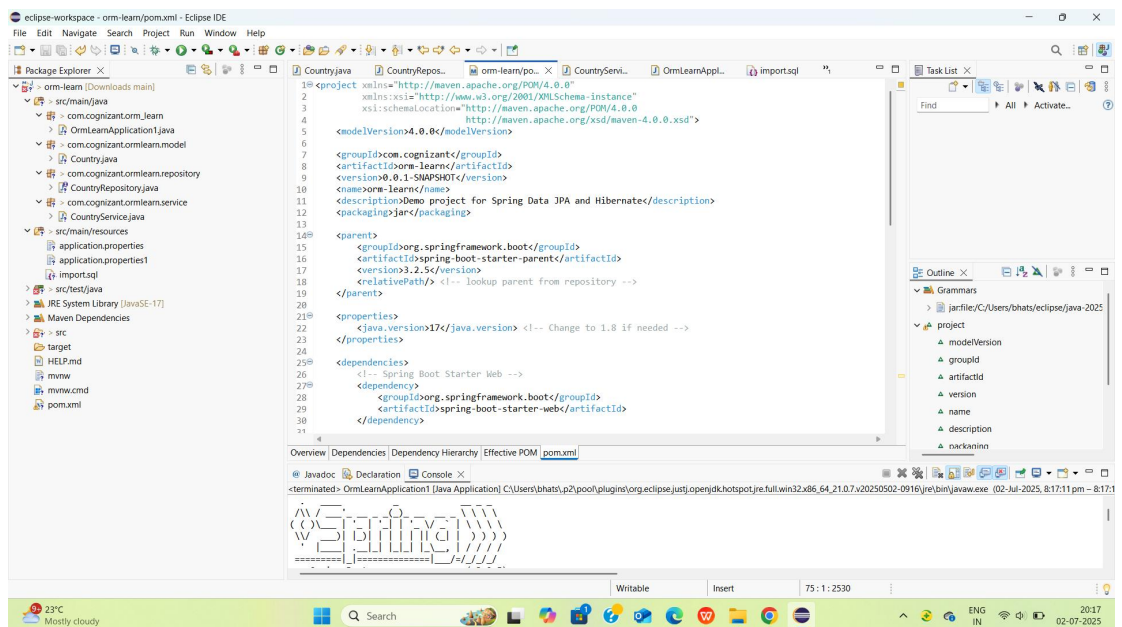 eclipse-workspace - orm-learn/pom.xml - Eclipse IDE
File Edit Navigate Search Project Run Window Help
Package Explorer
orm-learn [Downloads main]
> src/main/java
> com.cognizant.orm_learn
> OrmLearnApplication1.java
> com.cognizant.ormlearn.model
> Country.java
> com.cognizant.ormlearn.repository
> CountryRepository.java
> com.cognizant.ormlearn.service
> CountryService.java
> src/main/resources
application.properties
application.properties1
import.sql
> src/test/java
JRE System Library [JavaSE-17]
Maven Dependencies
> src
target
HELP.md
mvnw
mvnw.cmd
pom.xml
Country.java CountryRepos... orm-learn/po... CountryServi... OrmLearnAppl... import.sql
1 <project xmlns="http://maven.apache.org/POM/4.0.0"
2 xmlns:xsi="http://www.w3.org/2001/XMLSchema-instance"
3 xsi:schemaLocation="http://maven.apache.org/POM/4.0.0
4 http://maven.apache.org/xsd/maven-4.0.0.xsd">
5 <modelVersion>4.0.0</modelVersion>
6
7 <groupId>com.cognizant</groupId>
8 <artifactId>orm-learn</artifactId>
9 <version>0.0.1-SNAPSHOT</version>
10 <name>orm-learn</name>
11 <description>Demo project for Spring Data JPA and Hibernate</description>
12 <packaging>jar</packaging>
13
14 <parent>
15 <groupId>org.springframework.boot</groupId>
16 <artifactId>spring-boot-starter-parent</artifactId>
17 <version>3.2.5</version>
18 <relativePath/> <!-- lookup parent from repository -->
19 </parent>
20
21 <properties>
22 <java.version>17</java.version> <!-- Change to 1.8 if needed -->
23 </properties>
24
25 <dependencies>
26 <!-- Spring Boot Starter Web -->
27 <dependency>
28 <groupId>org.springframework.boot</groupId>
29 <artifactId>spring-boot-starter-web</artifactId>
30 </dependency>
31
Overview Dependencies Dependency Hierarchy Effective POM pom.xml
Task List
Find All Activate...
Outline
Grammars
jar:file:/C:/Users/bhats/eclipse/java-2025
project
modelVersion
groupId
artifactId
version
name
description
packaging
Javadoc Declaration Console
<terminated> OrmLearnApplication1 [Java Application] C:\Users\bhats\.p2\pool\plugins\org.eclipse.justj.openjdk.hotspot.jre.full.win32.x86_64_21.0.7.v20250502-0916\jre\bin\javaw.exe (02-Jul-2025, 8:17:11 pm – 8:17:1
Writable Insert 75 : 1 : 2530
9+
23°C
Mostly cloudy
Search
ENG
IN
20:17
02-07-2025